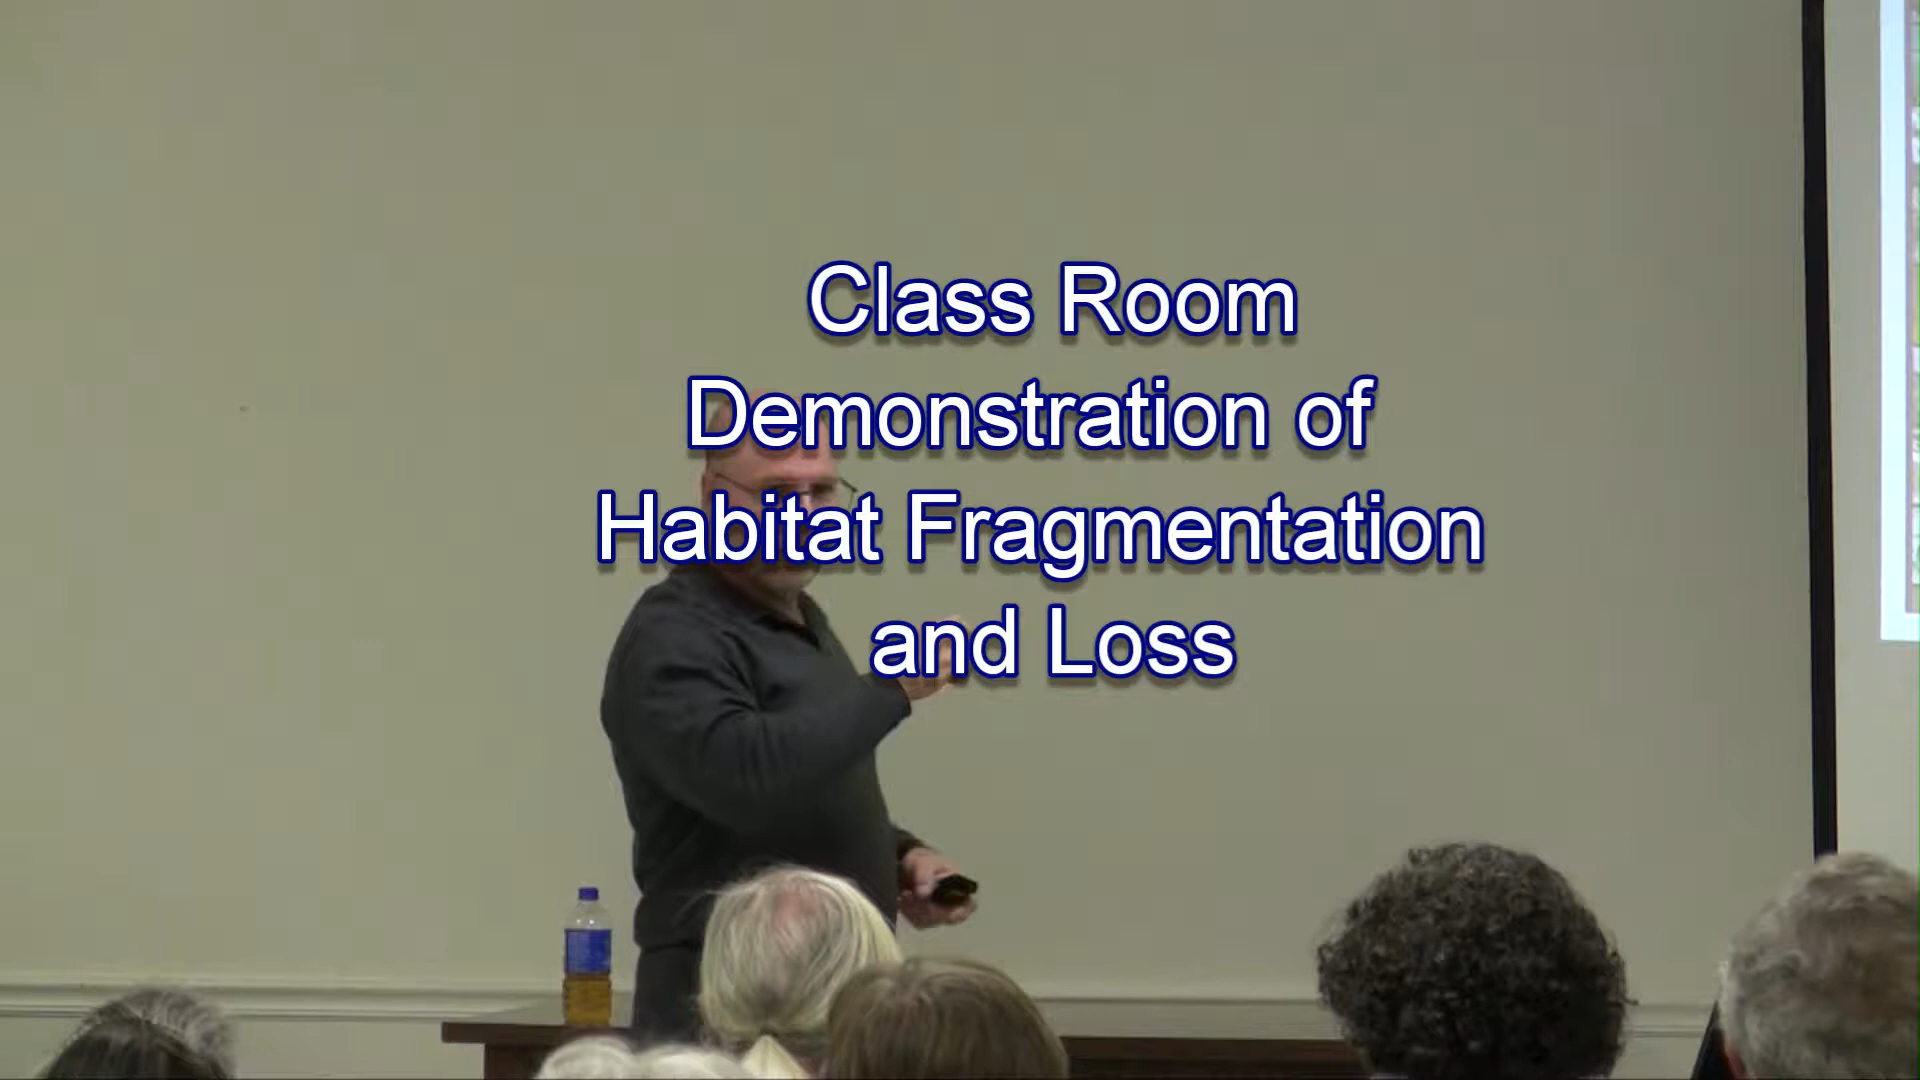 Class Room
Demonstration of
Habitat Fragmentation
and Loss